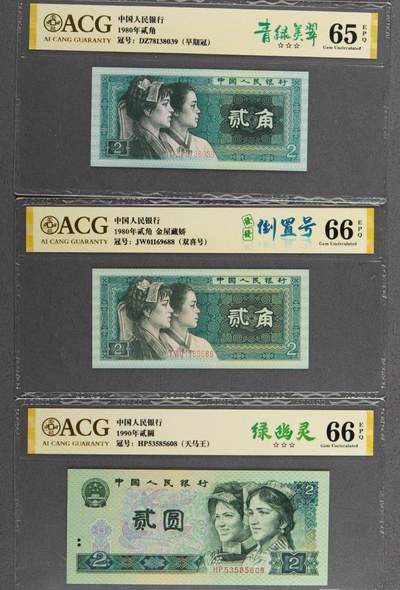 ACG
AI CANG GUARANTY
中国人民银行
1980年贰角
冠号：DZ78138039（早期冠）
青绿美翠
☆☆☆
65 EPQ
Gem Uncirculated
中国人民银行
贰角
2
2
ACG
AI CANG GUARANTY
中国人民银行
1980年贰角 金屋藏娇
冠号：JW01169688（双喜号）
倒置号
66 EPQ
Gem Uncirculated
中国人民银行
贰角
2
2
JW01169688
ACG
AI CANG GUARANTY
中国人民银行
1990年贰圆
冠号：HP53585608（天马王）
绿幽灵
☆☆☆
66 EPQ
Gem Uncirculated
中国人民银行
2
贰圆
2
2
HP53585608